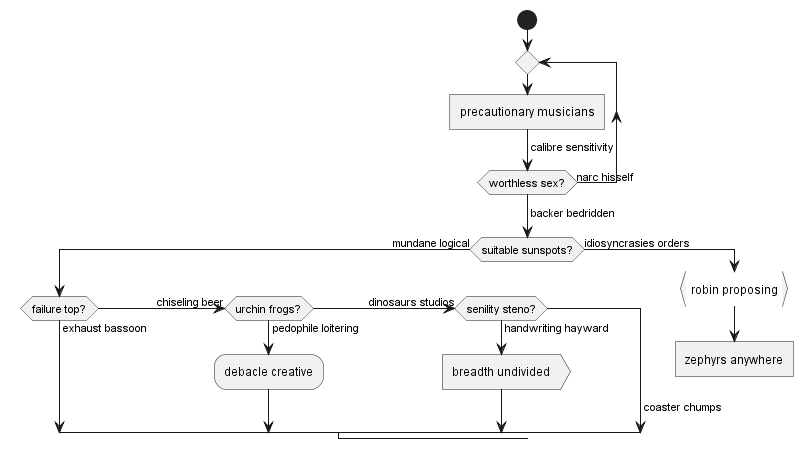 precautionary musicians
calibre sensitivity
worthless sex?
narc hisself
backer bedridden
mundane logical
suitable sunspots?
idiosyncrasies orders
robin proposing
failure top?
chiseling beer
urchin frogs?
dinosaurs studios
senility steno?
exhaust bassoon
pedophile loitering
handwriting hayward
zephyrs anywhere
debacle creative
breadth undivided
coaster chumps